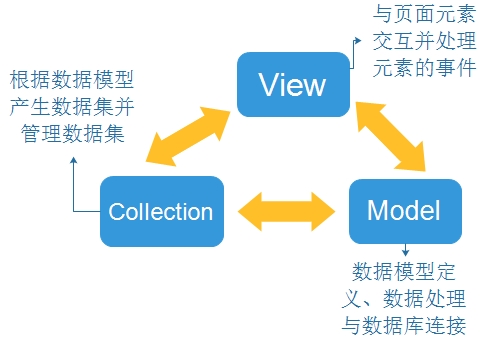 与页面元素
交互并处理
元素的事件
View
根据数据模型
产生数据集并
管理数据集
Collection
Model
数据模型定
义、数据处理
与数据库连接